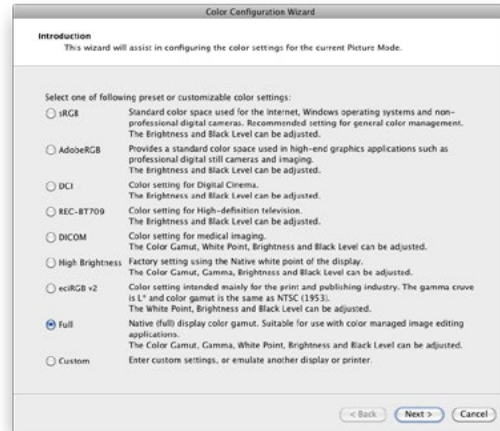 Color Configuration Wizard
Introduction
This wizard will assist in configuring the color settings for the current Picture Mode.
Select one of following preset or customizable color settings:
sRGB
Standard color space used for the Internet, Windows operating systems and non-
professional digital cameras. Recommended setting for general color management.
The Brightness and Black Level can be adjusted.
AdobeRGB
Provides a standard color space used in high-end graphics applications such as
professional digital still cameras and imaging.
The Brightness and Black Level can be adjusted.
DCI
Color setting for Digital Cinema.
The Brightness and Black Level can be adjusted.
REC-BT709
Color setting for High-definition television.
The Brightness and Black Level can be adjusted.
DICOM
Color setting for medical imaging.
The Color Gamut, White Point, Brightness and Black Level can be adjusted.
High Brightness
Factory setting using the Native white point of the display.
The Color Gamut, Gamma, Brightness and Black Level can be adjusted.
eciRGB v2
Color setting intended mainly for the print and publishing industry. The gamma cruve
is L* and color gamut is the same as NTSC (1953).
The White Point, Brightness and Black Level can be adjusted.
Full
Native (full) display color gamut. Suitable for use with color managed image editing
applications.
The Color Gamut, Gamma, White Point, Brightness and Black Level can be adjusted.
Custom
Enter custom settings, or emulate another display or printer.
< Back
Next >
Cancel